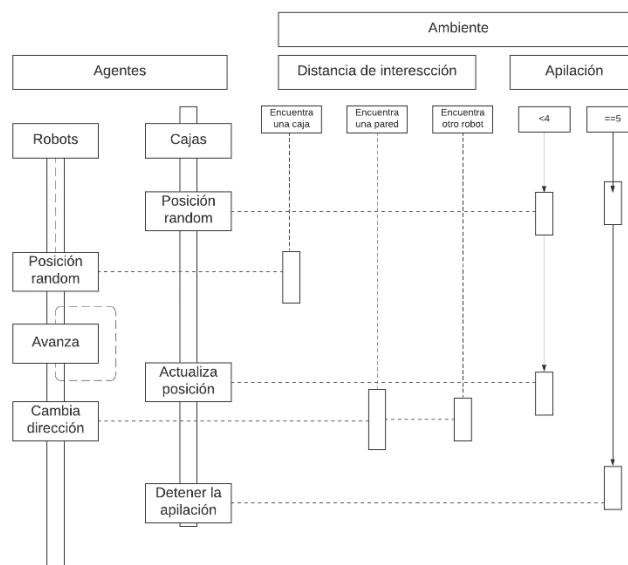 Ambiente
Agentes
Distancia de interescción
Apilación
Encuentra
una caja
Encuentra
una pared
Encuentra
otro robot
<4
==5
Robots
Cajas
Posición
random
Posición
random
Avanza
Actualiza
posición
Cambia
dirección
Detener la
apilación